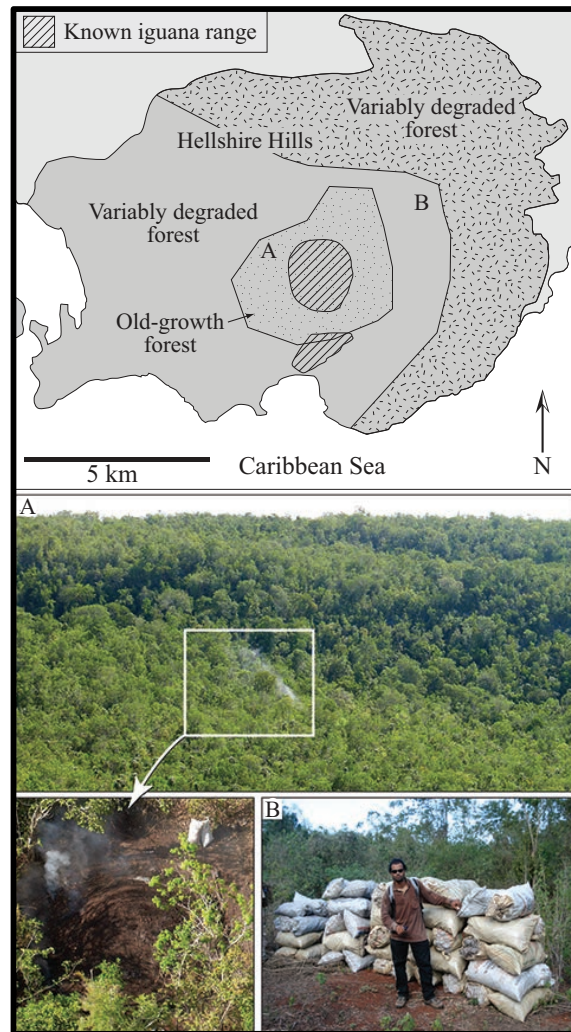 Known iguana range
Variably degraded
forest
Hellshire Hills
B
Variably degraded
forest
A
Old-growth
forest
5 km
Caribbean Sea
N
A
B